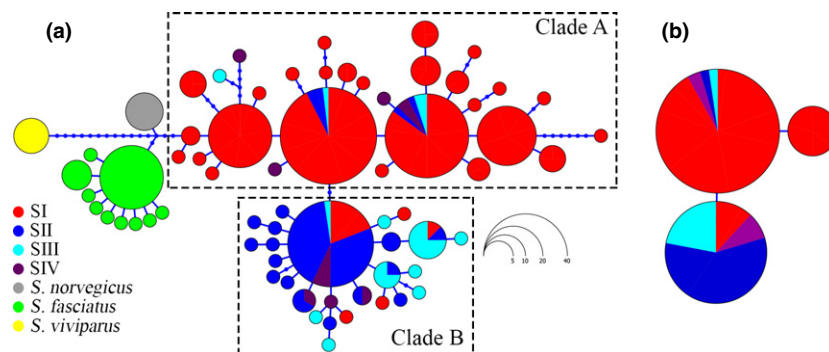 (a)
Clade A
(b)
SI
SII
SIII
SIV
S. norvegicus
S. fasciatus
S. viviparus
5 10 20 40
Clade B